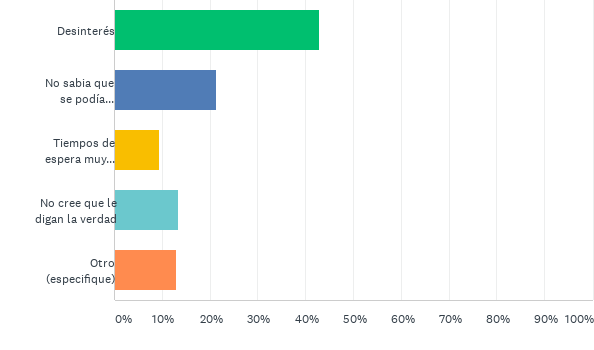 Desinterés
No sabia que
se podía...
Tiempos de
espera muy...
No cree que le
digan la verdad
Otro
(especifique)
0% 10% 20% 30% 40% 50% 60% 70% 80% 90% 100%